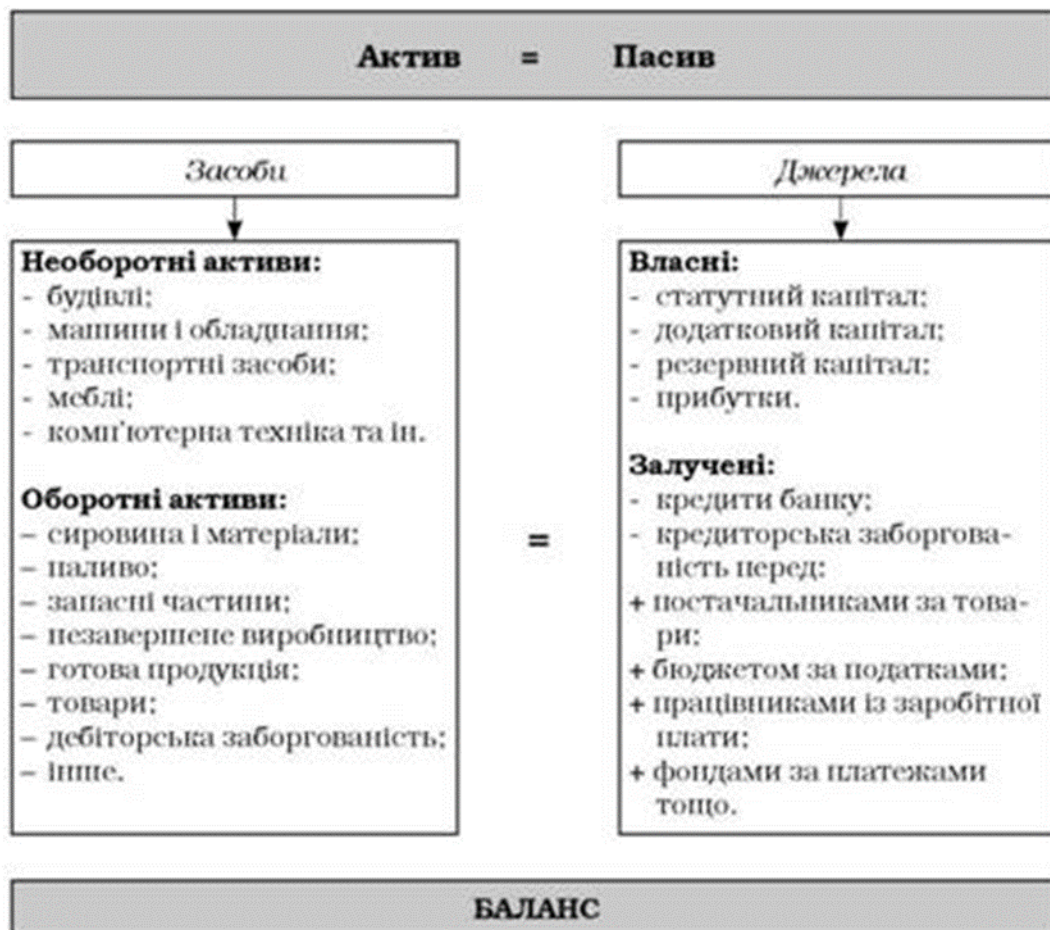 Актив = Пасив
Засоби
Необоротні активи:
- будівлі;
- машини і обладнання;
- транспортні засоби;
- меблі;
- комп'ютерна техніка та ін.
Оборотні активи:
– сировина і матеріали;
– паливо;
– запасні частини;
– незавершене виробництво;
– готова продукція;
– товари;
– дебіторська заборгованість;
– інше.
=
Джерела
Власні:
- статутний капітал;
- додатковий капітал;
- резервний капітал;
- прибутки.
Залучені:
- кредити банку;
- кредиторська заборгова-
ність перед:
+ постачальниками за това-
ри;
+ бюджетом за податками;
+ працівниками із заробітної
плати;
+ фондами за платежами
тощо.
БАЛАНС